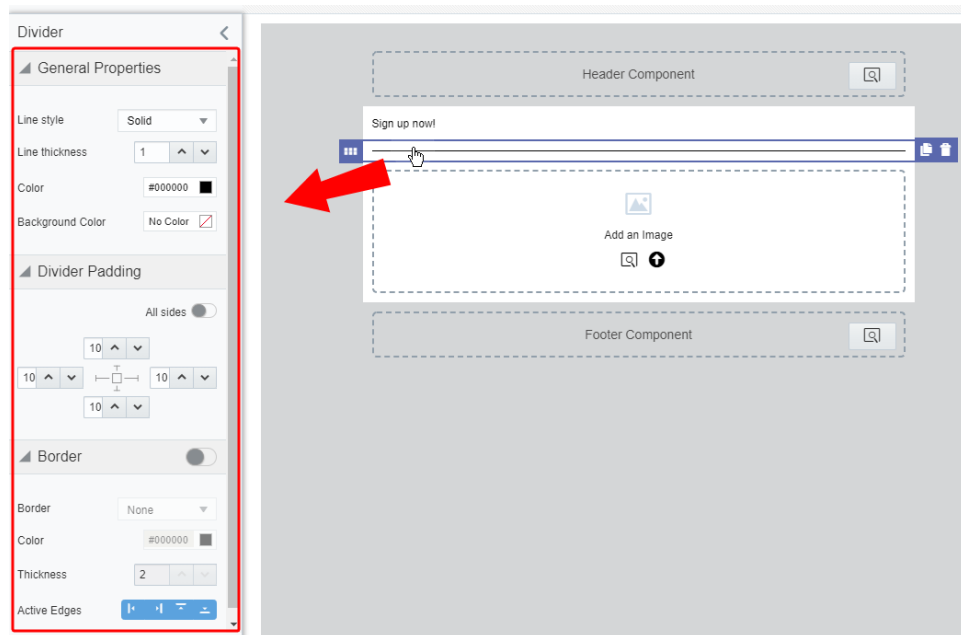 Divider
General Properties
Line style Solid
Line thickness 1
Color #000000
Background Color No Color
Divider Padding
All sides
10
10 10
10
Border
Border None
Color #000000
Thickness 2
Active Edges
Header Component
Sign up now!
Add an Image
Footer Component